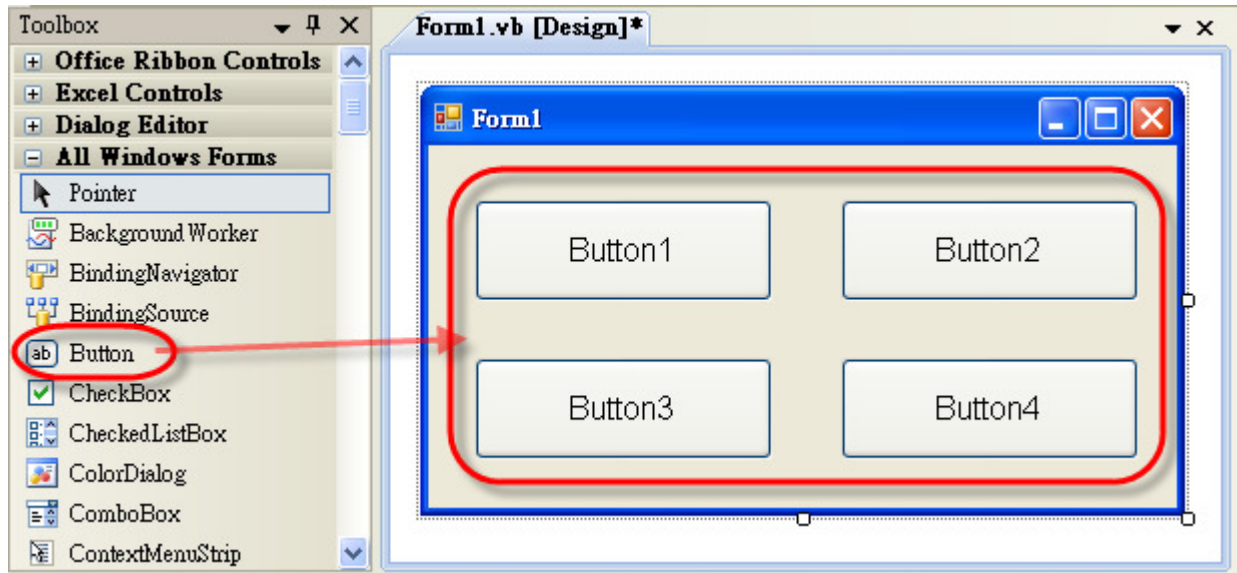 Toolbox
Office Ribbon Controls
Excel Controls
Dialog Editor
All Windows Forms
Pointer
BackgroundWorker
BindingNavigator
BindingSource
ab Button
CheckBox
CheckedListBox
ColorDialog
ComboBox
ContextMenuStrip
Form1.vb [Design]*
Form1
Button1 Button2
Button3 Button4